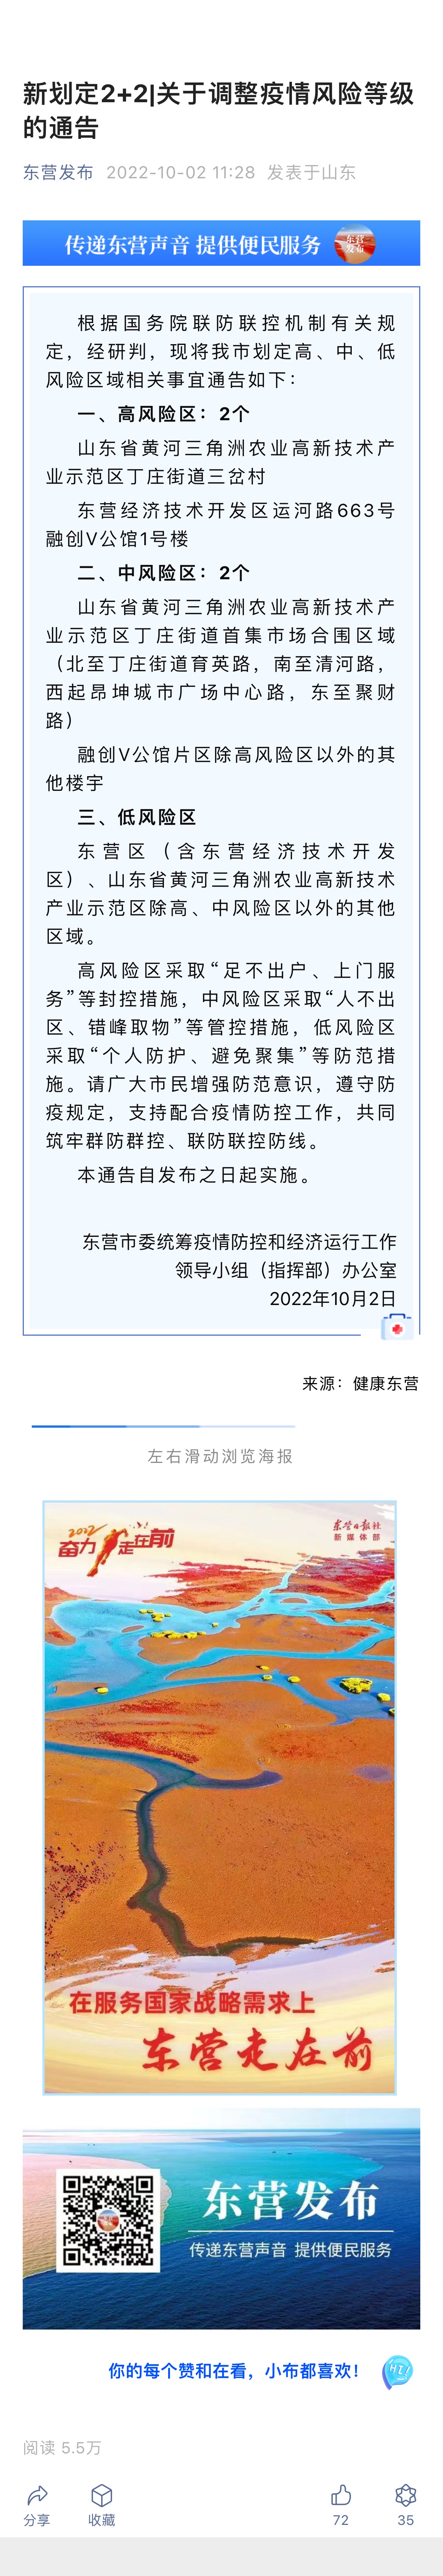 新划定2+2|关于调整疫情风险等级
的通告
东营发布 2022-10-02 11:28 发表于山东
传递东营声音 提供便民服务
东营
发布
根据国务院联防联控机制有关规
定，经研判，现将我市划定高、中、低
风险区域相关事宜通告如下：
一、高风险区：2个
山东省黄河三角洲农业高新技术产
业示范区丁庄街道三岔村
东营经济技术开发区运河路663号
融创V公馆1号楼
二、中风险区：2个
山东省黄河三角洲农业高新技术产
业示范区丁庄街道首集市场合围区域
（北至丁庄街道育英路，南至清河路，
西起昂坤城市广场中心路，东至聚财
路）
融创V公馆片区除高风险区以外的其
他楼宇
三、低风险区
东营区（含东营经济技术开发
区）、山东省黄河三角洲农业高新技术
产业示范区除高、中风险区以外的其他
区域。
高风险区采取“足不出户、上门服
务”等封控措施，中风险区采取“人不出
区、错峰取物”等管控措施，低风险区
采取“个人防护、避免聚集”等防范措
施。请广大市民增强防范意识，遵守防
疫规定，支持配合疫情防控工作，共同
筑牢群防群控、联防联控防线。
本通告自发布之日起实施。
东营市委统筹疫情防控和经济运行工作
领导小组（指挥部）办公室
2022年10月2日
来源：健康东营
左右滑动浏览海报
2022
奋力走在前
东营日报社
新媒体部
在服务国家战略需求上
东营走在前
东营发布
传递东营声音 提供便民服务
你的每个赞和在看，小布都喜欢！
HI!
阅读 5.5万
分享 收藏 72 35